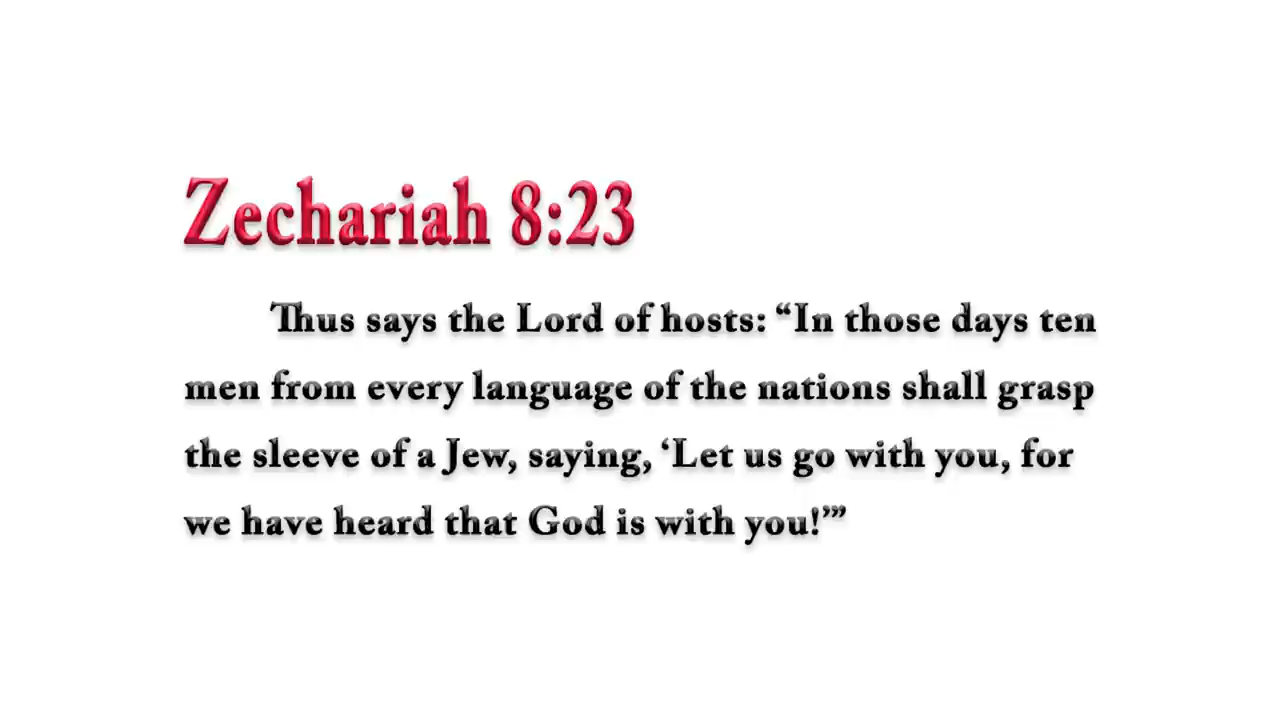 Zechariah 8:23
Thus says the Lord of hosts: “In those days ten
men from every language of the nations shall grasp
the sleeve of a Jew, saying, ‘Let us go with you, for
we have heard that God is with you!’”